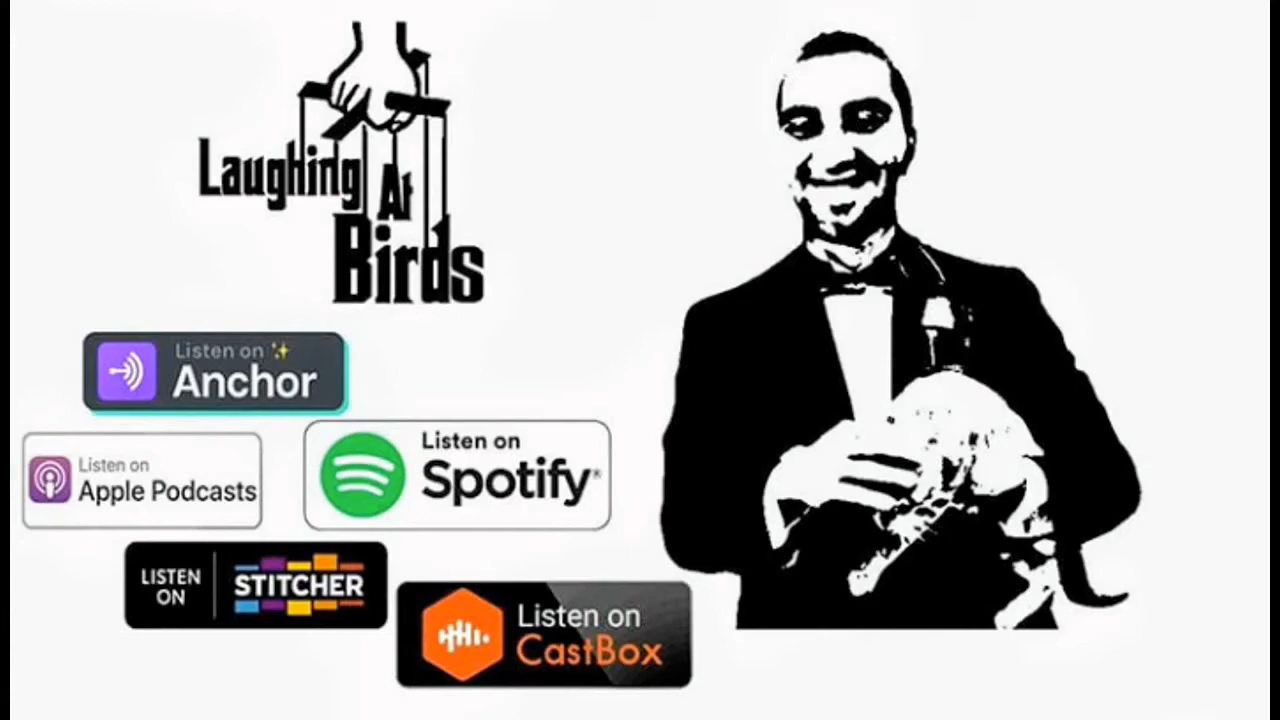 Laughing
At
Birds
Listen on ✨
Anchor
Listen on
Apple Podcasts
Listen on
Spotify®
LISTEN
ON
STITCHER
Listen on
CastBox